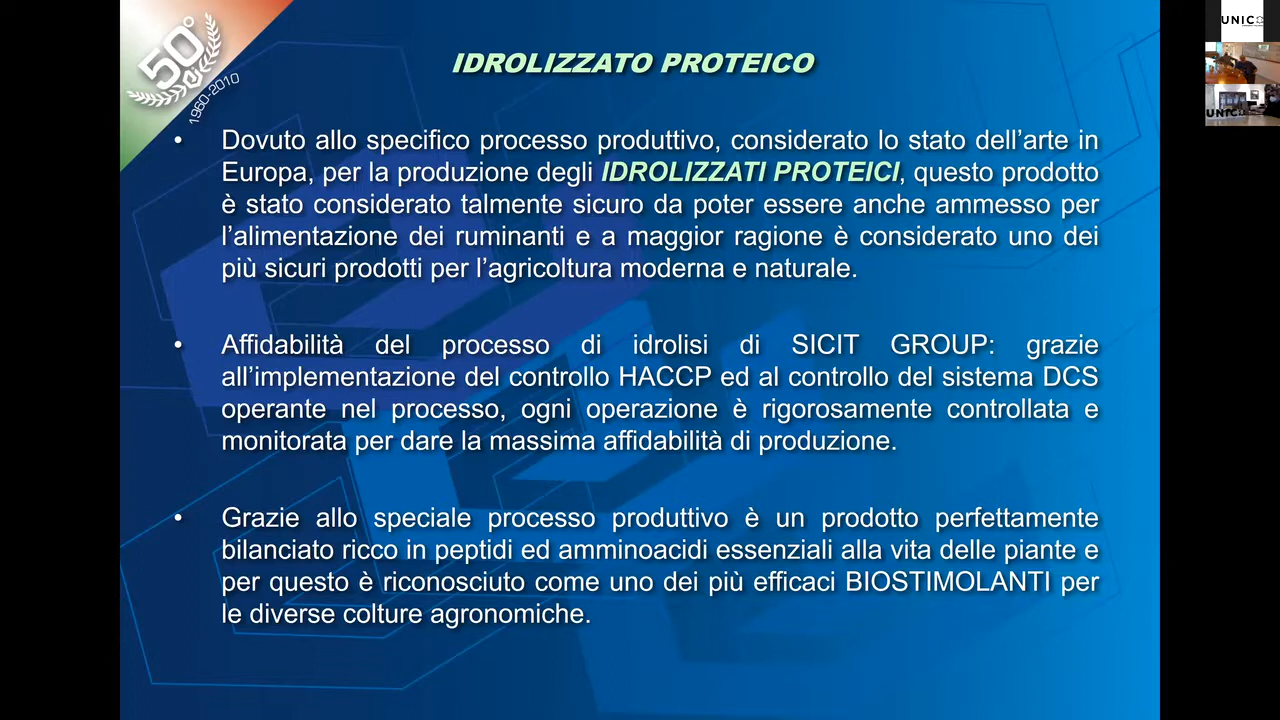 50°
1960-2010
UNICO
IDROLIZZATO PROTEICO
• Dovuto allo specifico processo produttivo, considerato lo stato dell’arte in
Europa, per la produzione degli IDROLIZZATI PROTEICI, questo prodotto
è stato considerato talmente sicuro da poter essere anche ammesso per
l’alimentazione dei ruminanti e a maggior ragione è considerato uno dei
più sicuri prodotti per l’agricoltura moderna e naturale.
• Affidabilità del processo di idrolisi di SICIT GROUP: grazie
all’implementazione del controllo HACCP ed al controllo del sistema DCS
operante nel processo, ogni operazione è rigorosamente controllata e
monitorata per dare la massima affidabilità di produzione.
• Grazie allo speciale processo produttivo è un prodotto perfettamente
bilanciato ricco in peptidi ed amminoacidi essenziali alla vita delle piante e
per questo è riconosciuto come uno dei più efficaci BIOSTIMOLANTI per
le diverse colture agronomiche.